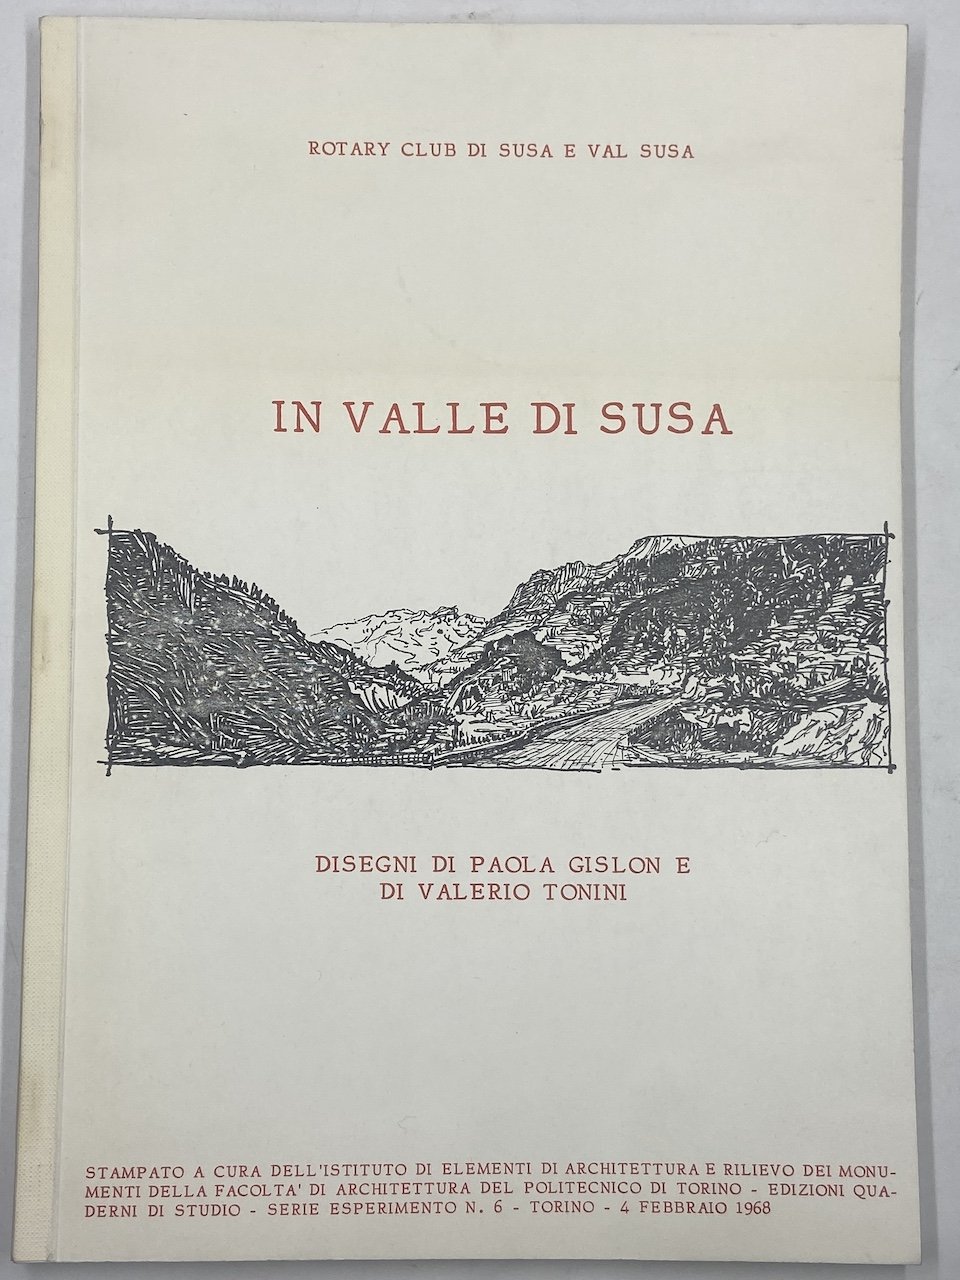 ROTARY CLUB DI SUSA E VAL SUSA
IN VALLE DI SUSA
DISEGNI DI PAOLA GISLON E
DI VALERIO TONINI
STAMPATO A CURA DELL'ISTITUTO DI ELEMENTI DI ARCHITETTURA E RILIEVO DEI MONU-
MENTI DELLA FACOLTA' DI ARCHITETTURA DEL POLITECNICO DI TORINO - EDIZIONI QUA-
DERNI DI STUDIO - SERIE ESPERIMENTO N. 6 - TORINO - 4 FEBBRAIO 1968